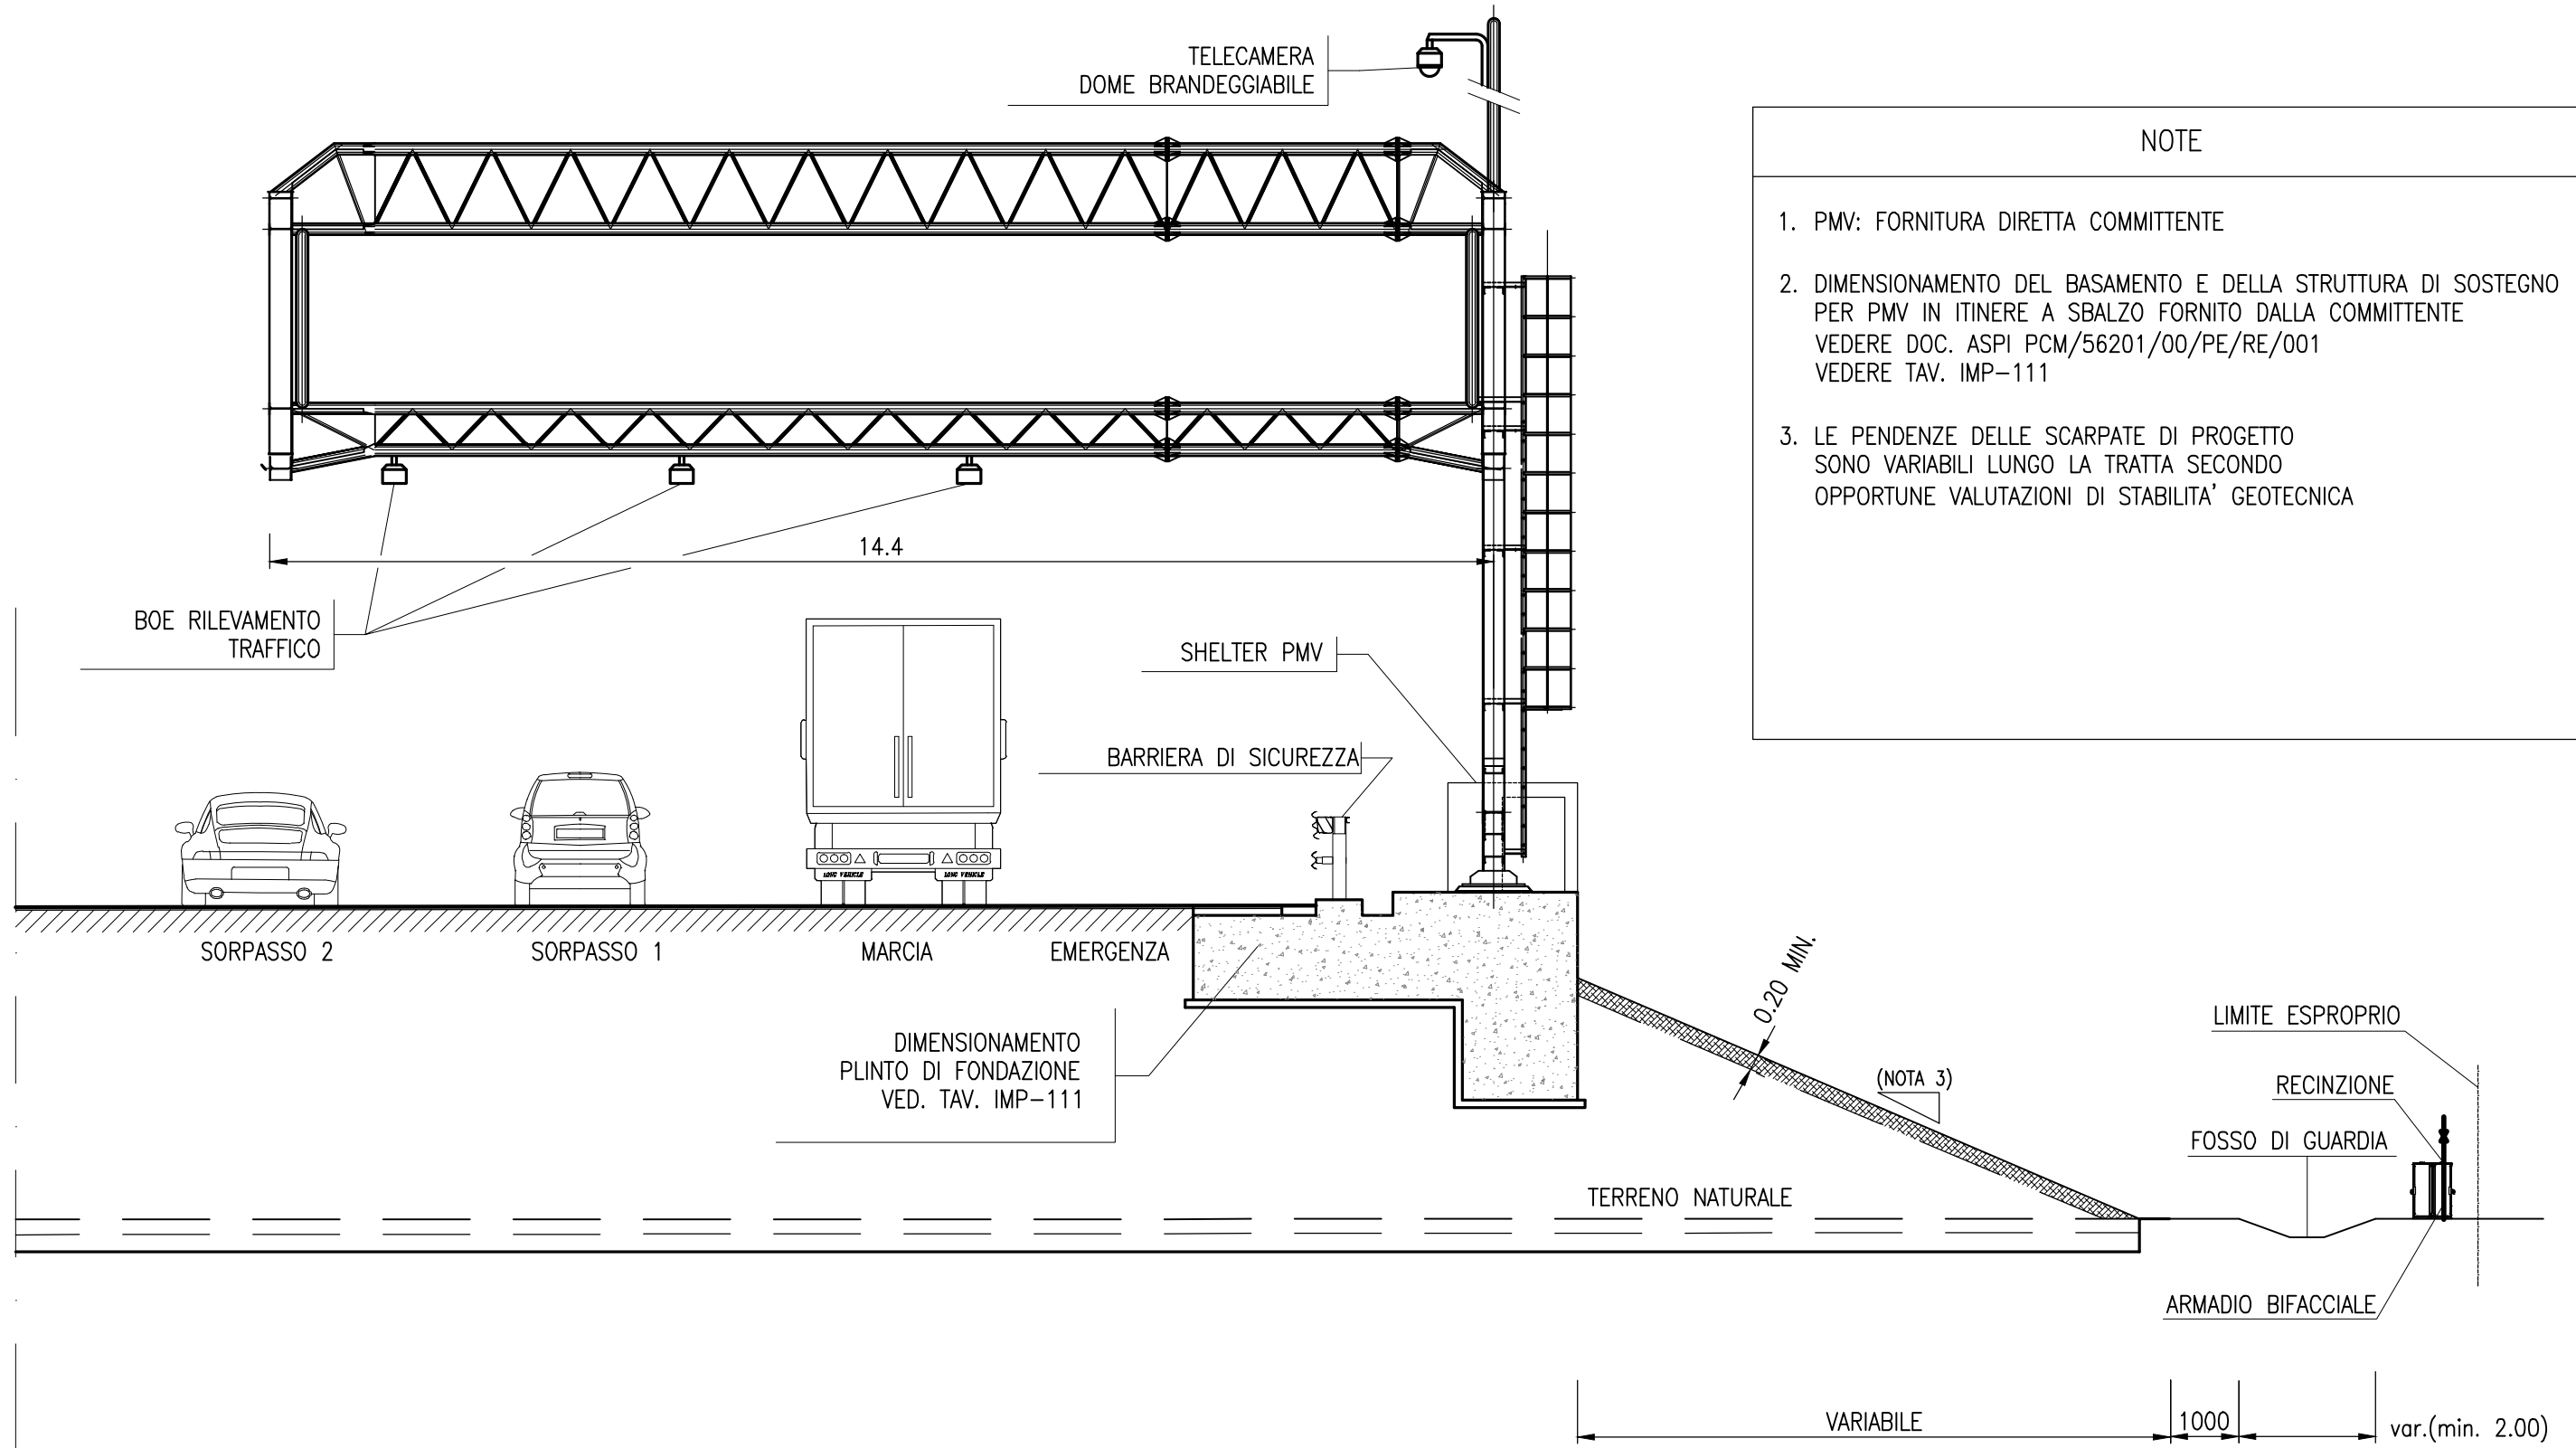 TELECAMERA
DOME BRANDEGGIABILE
NOTE
1. PMV: FORNITURA DIRETTA COMMITTENTE
2. DIMENSIONAMENTO DEL BASAMENTO E DELLA STRUTTURA DI SOSTEGNO
PER PMV IN ITINERE A SBALZO FORNITO DALLA COMMITTENTE
VEDERE DOC. ASPI PCM/56201/00/PE/RE/001
VEDERE TAV. IMP-111
3. LE PENDENZE DELLE SCARPATE DI PROGETTO
SONO VARIABILI LUNGO LA TRATTA SECONDO
OPPORTUNE VALUTAZIONI DI STABILITA' GEOTECNICA
14.4
BOE RILEVAMENTO
TRAFFICO
SHELTER PMV
BARRIERA DI SICUREZZA
LONG VEHICLE
LONG VEHICLE
SORPASSO 2
SORPASSO 1
MARCIA
EMERGENZA
0.20 MIN.
DIMENSIONAMENTO
PLINTO DI FONDAZIONE
VED. TAV. IMP-111
LIMITE ESPROPRIO
(NOTA 3)
RECINZIONE
FOSSO DI GUARDIA
TERRENO NATURALE
ARMADIO BIFACCIALE
VARIABILE
1000
var.(min. 2.00)